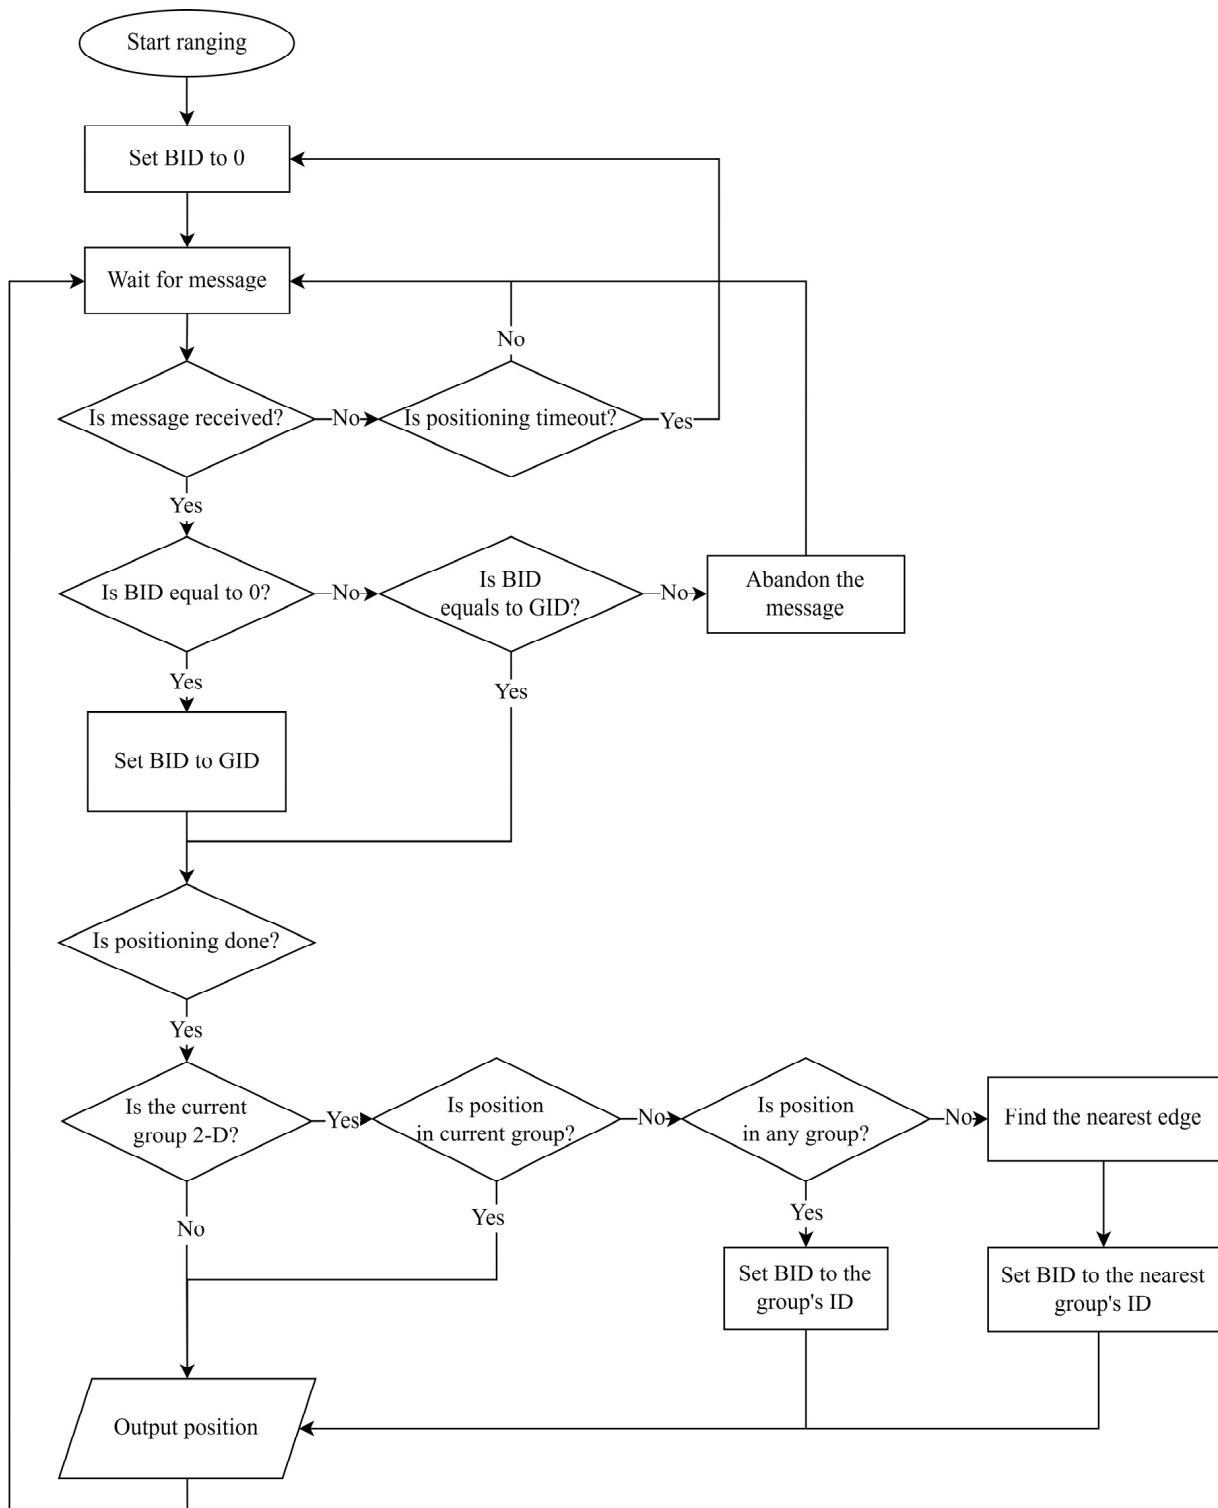 Start ranging
Set BID to 0
Wait for message
No
Is message received?
No
Is positioning timeout?
Yes
Yes
Is BID equal to 0?
No
Is BID
equals to GID?
No
Abandon the
message
Yes
Yes
Set BID to GID
Is positioning done?
Yes
Is the current
group 2-D?
Yes
Is position
in current group?
No
Is position
in any group?
No
Find the nearest edge
No
Yes
Yes
Set BID to the
group's ID
Set BID to the nearest
group's ID
Output position